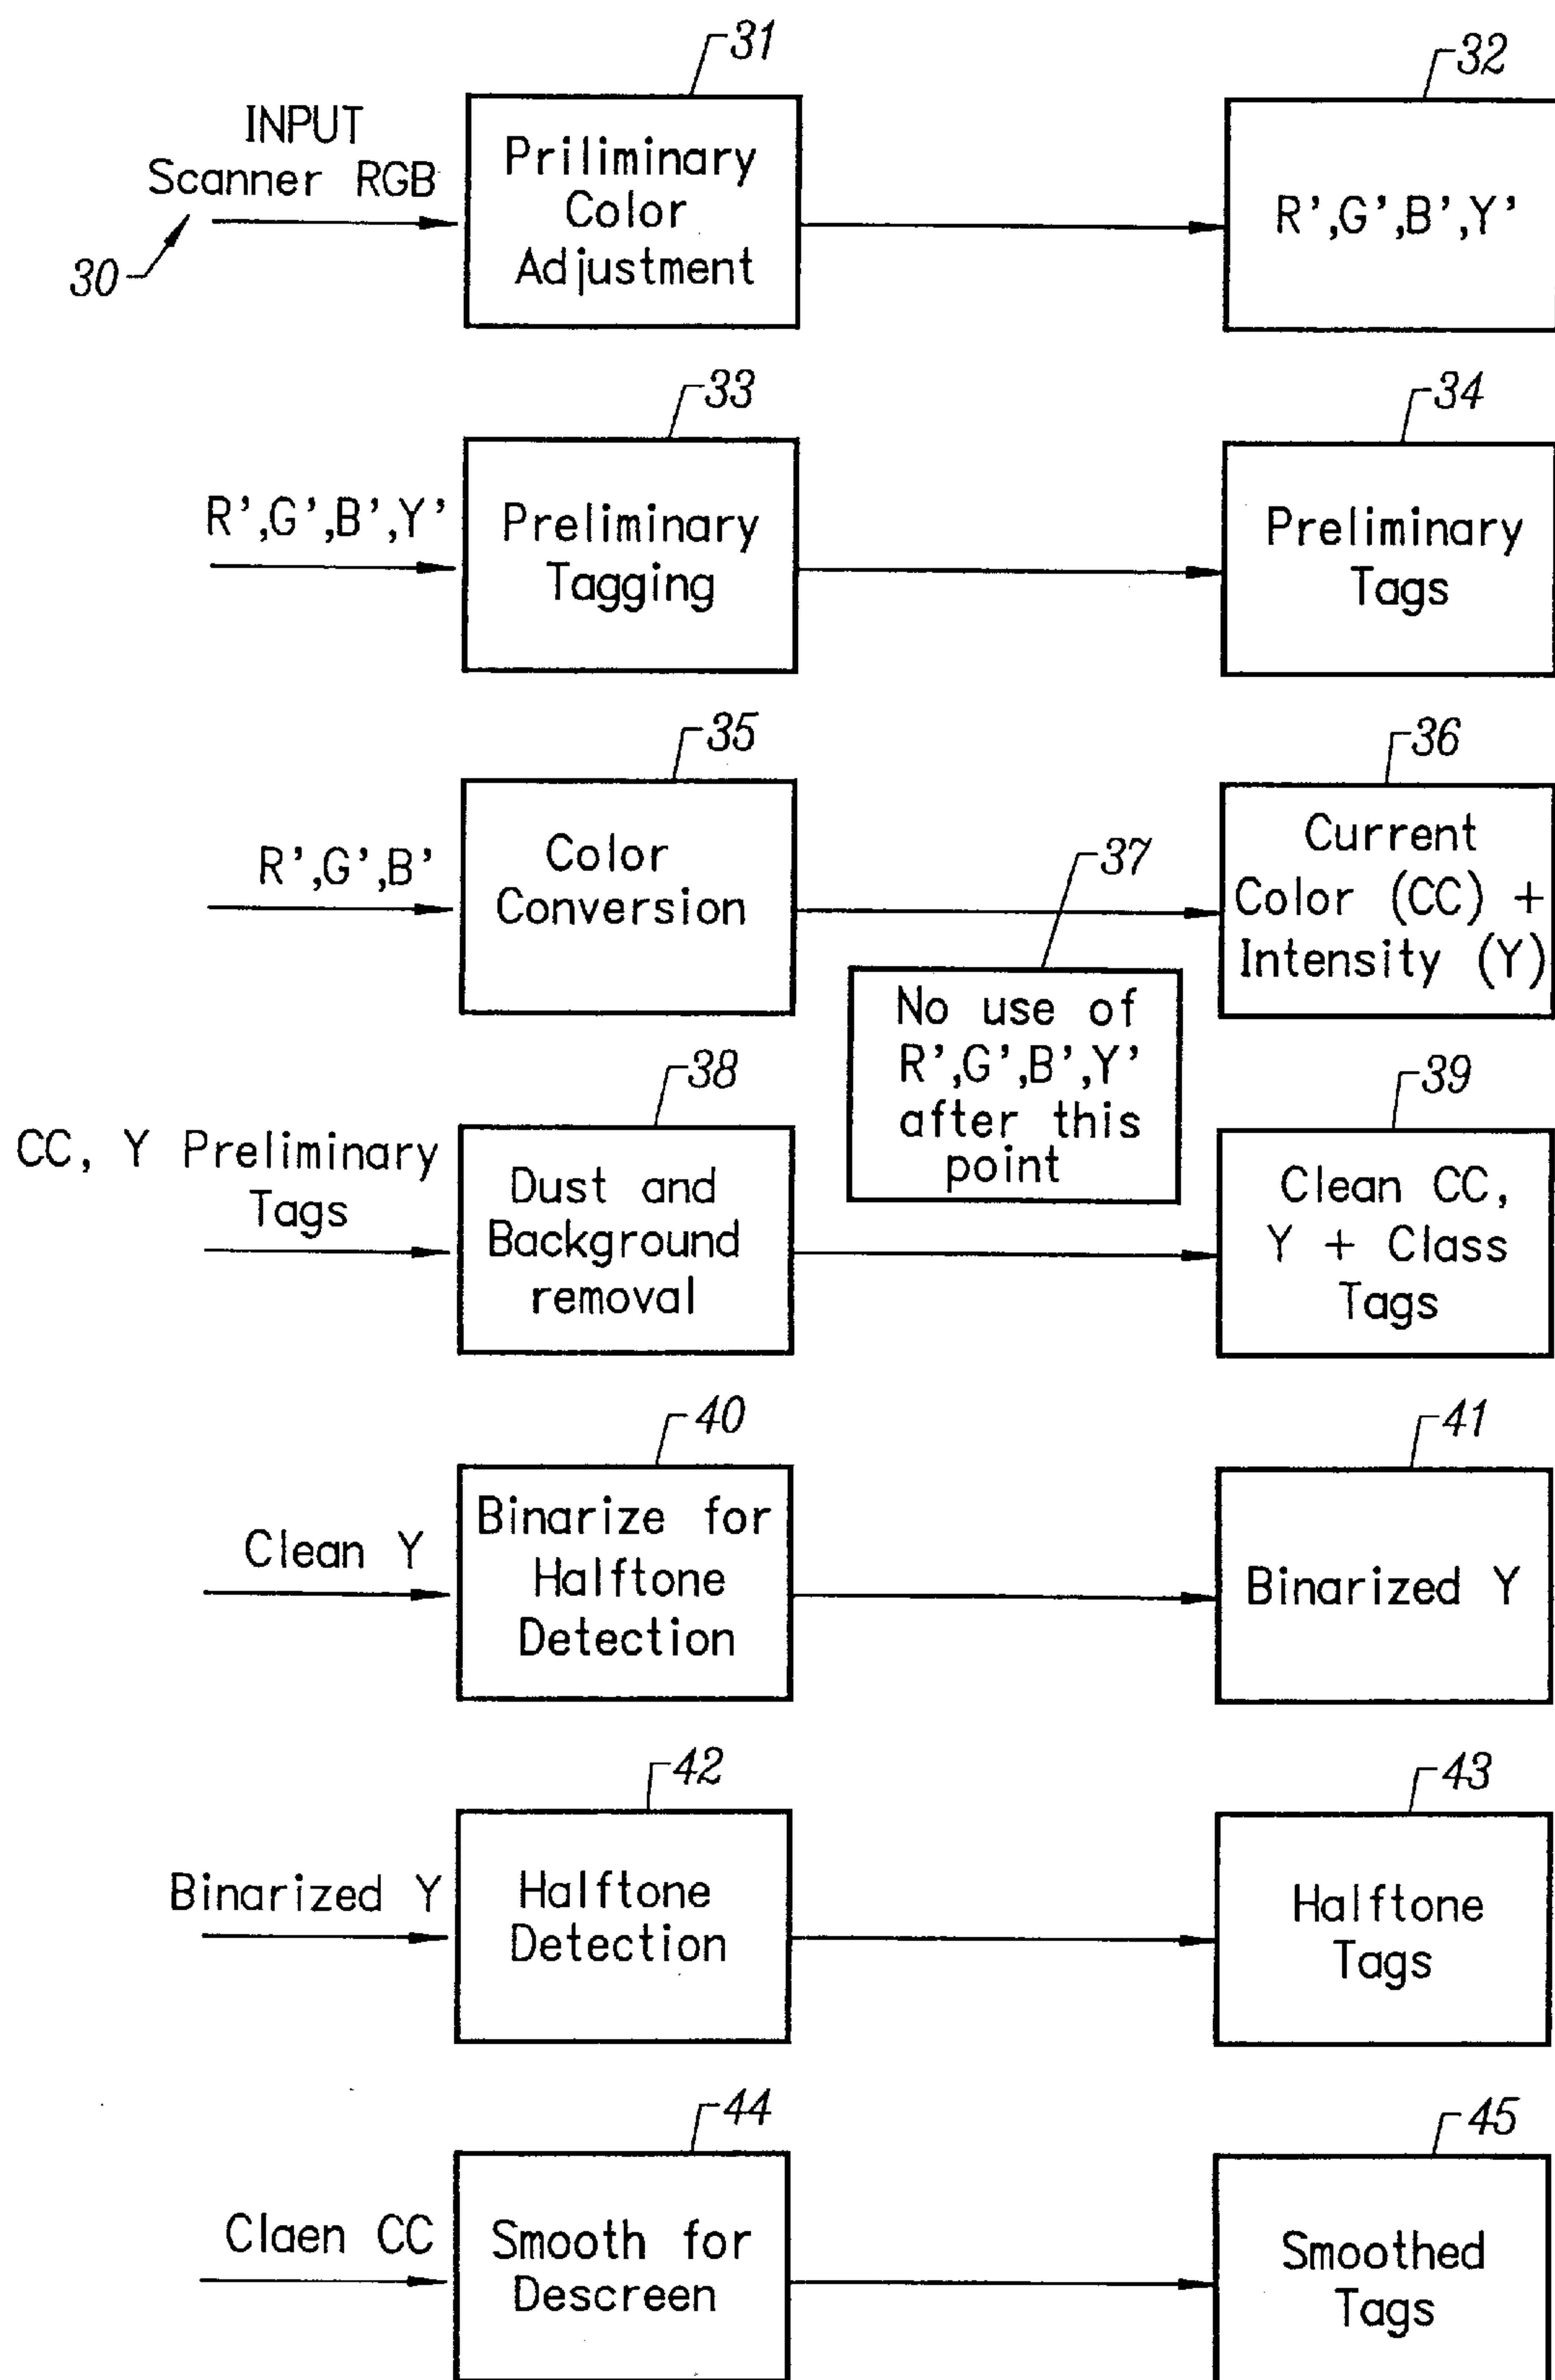 31
32
INPUT
Scanner RGB
30
Priliminary
Color
Adjustment
R',G',B',Y'
33
34
R',G',B',Y'
Preliminary
Tagging
Preliminary
Tags
35
36
R',G',B'
Color
Conversion
37
Current
Color (CC) +
Intensity (Y)
No use of
R',G',B',Y'
after this
point
38
39
CC, Y Preliminary
Tags
Dust and
Background
removal
Clean CC,
Y + Class
Tags
40
41
Clean Y
Binarize for
Halftone
Detection
Binarized Y
42
43
Binarized Y
Halftone
Detection
Halftone
Tags
44
45
Claen CC
Smooth for
Descreen
Smoothed
Tags